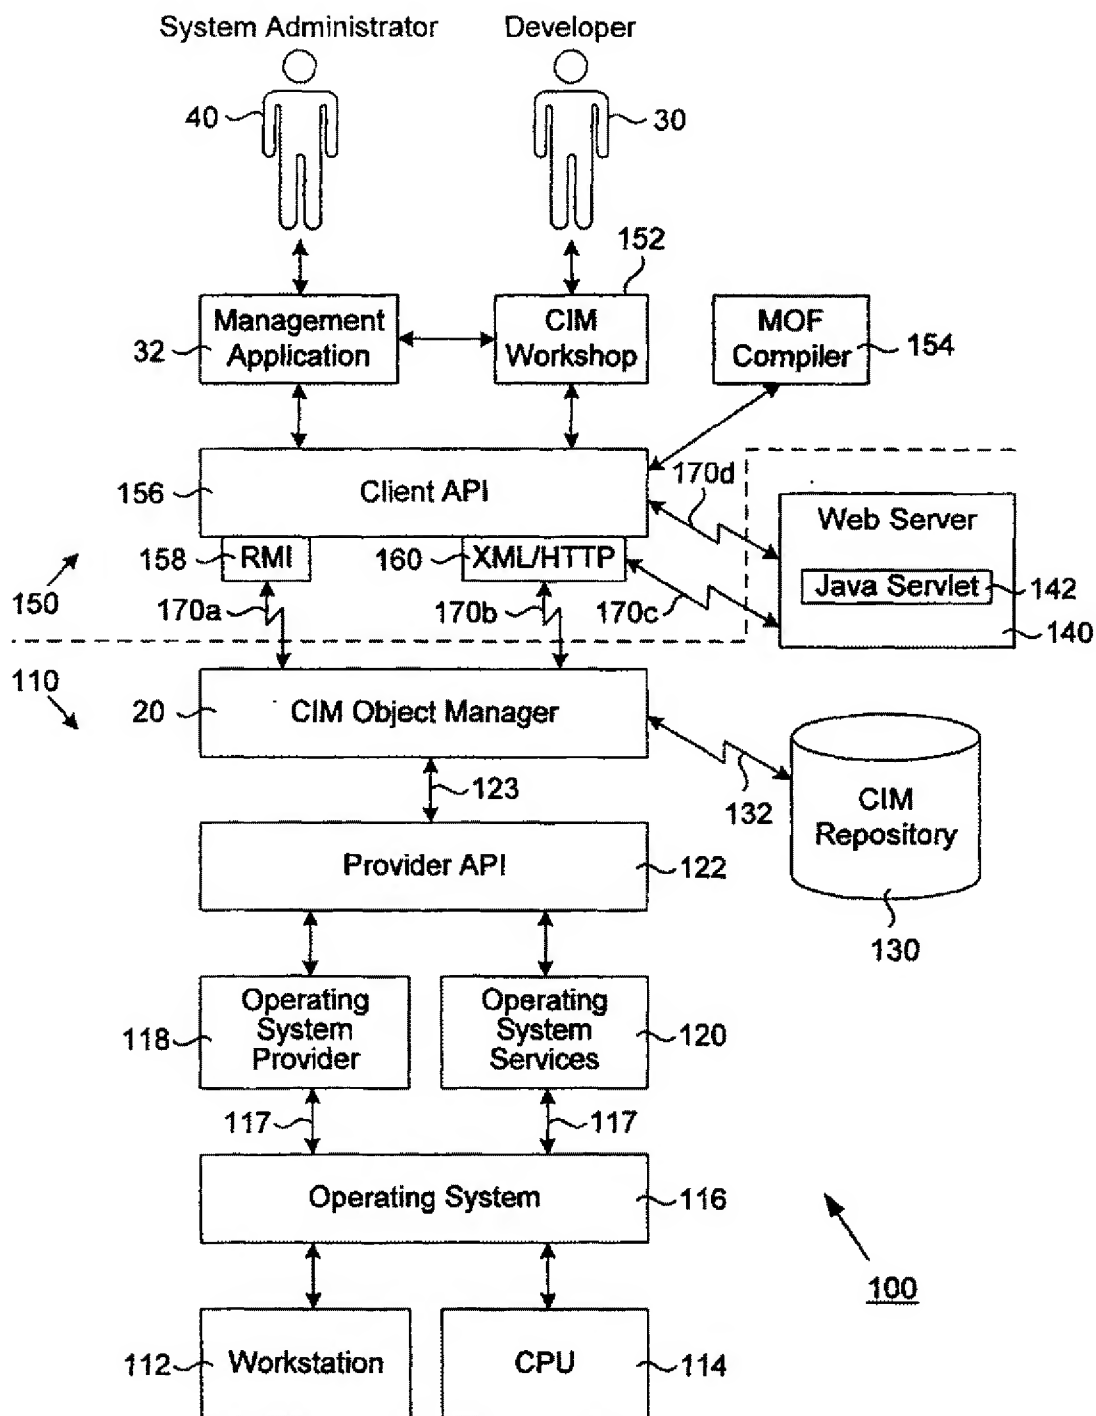 System Administrator
Developer
40
30
152
Management
Application
32
CIM
Workshop
MOF
Compiler
154
156
Client API
170d
Web Server
Java Servlet
142
140
158
RMI
160
XML/HTTP
150
170a
170b
170c
110
20
CIM Object Manager
123
132
CIM
Repository
130
Provider API
122
118
Operating
System
Provider
Operating
System
Services
120
117
117
Operating System
116
100
112
Workstation
CPU
114